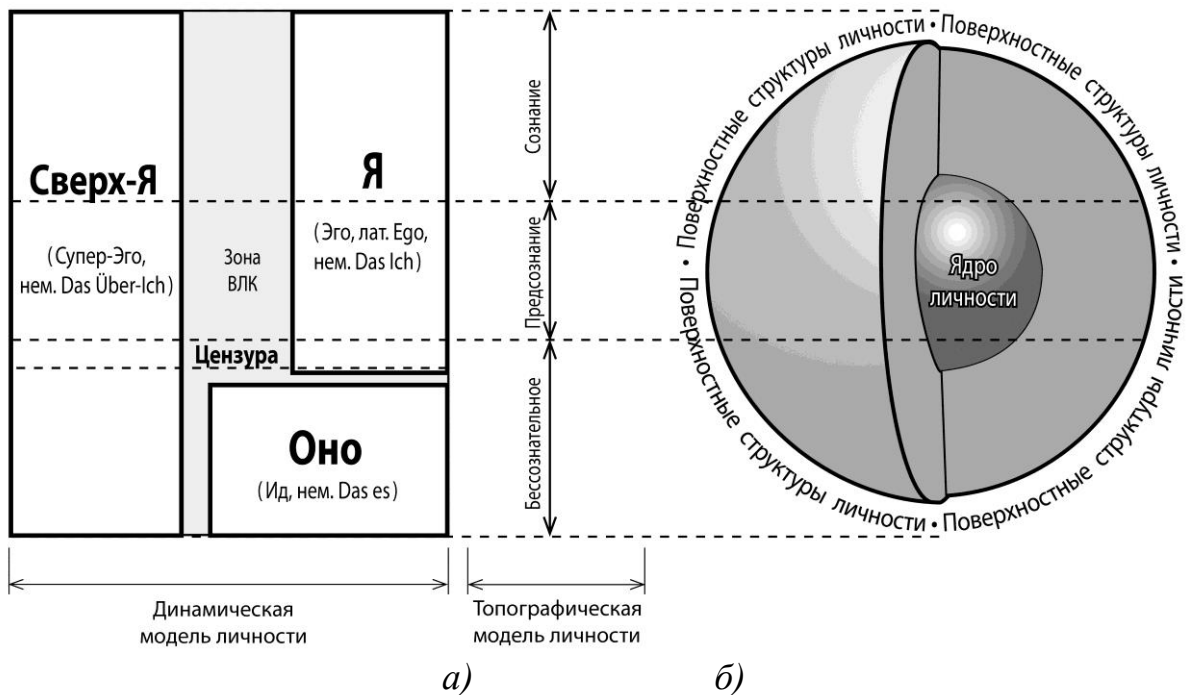 Сверх-Я
(Супер-Эго,
нем. Das Über-Ich)
Зона
ВЛК
Я
(Эго, лат. Ego,
нем. Das Ich)
Цензура
Оно
(Ид, нем. Das es)
Сознание
Предсознание
Бессознательное
Динамическая
модель личности
Топографическая
модель личности
а)
Поверхностные структуры личности • Поверхностные структуры личности •
Поверхностные структуры личности • Поверхностные структуры личности •
Ядро
личности
б)